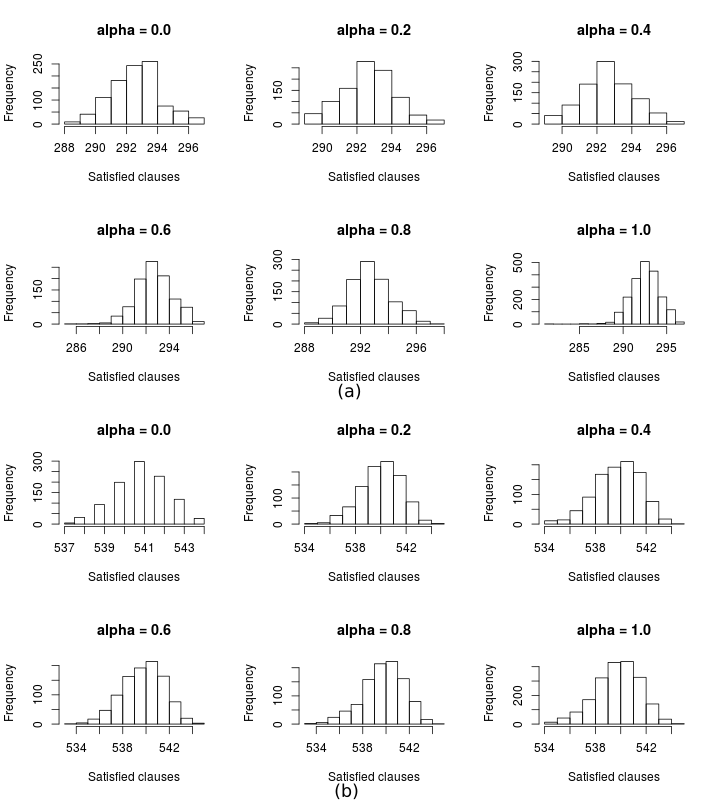 alpha = 0.0 alpha = 0.2 alpha = 0.4
Frequency 0 100 250 Frequency 0 150 Frequency 0 150 300
288 290 292 294 296 290 292 294 296 290 292 294 296
Satisfied clauses Satisfied clauses Satisfied clauses
alpha = 0.6 alpha = 0.8 alpha = 1.0
Frequency 0 150 Frequency 0 150 300 Frequency 0 200 500
286 290 294 288 292 296 285 290 295
Satisfied clauses Satisfied clauses Satisfied clauses
(a)
alpha = 0.0 alpha = 0.2 alpha = 0.4
Frequency 0 150 300 Frequency 0 100 Frequency 0 100
537 539 541 543 534 538 542 534 538 542
Satisfied clauses Satisfied clauses Satisfied clauses
alpha = 0.6 alpha = 0.8 alpha = 1.0
Frequency 0 100 Frequency 0 100 Frequency 0 200
534 538 542 534 538 542 534 538 542
Satisfied clauses Satisfied clauses Satisfied clauses
(b)